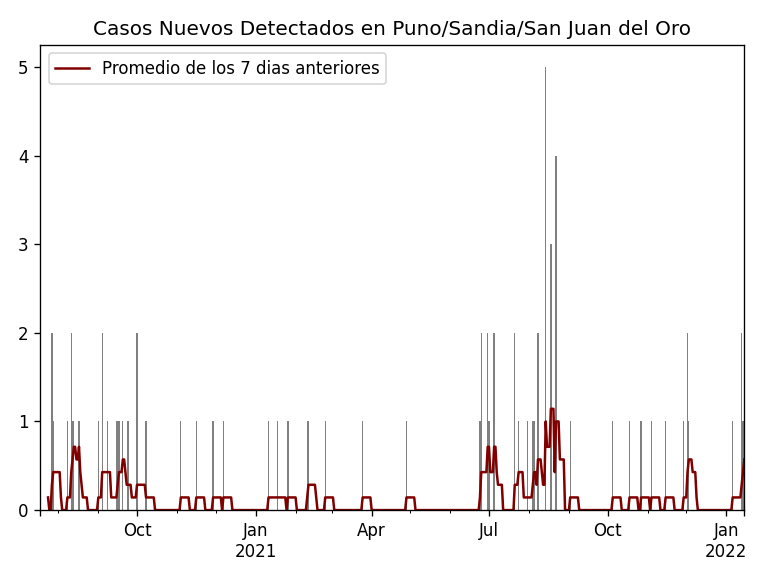 Casos Nuevos Detectados en Puno/Sandia/San Juan del Oro
Promedio de los 7 dias anteriores
5
4
3
2
1
0
Oct Jan Apr Jul Oct Jan
2021 2022